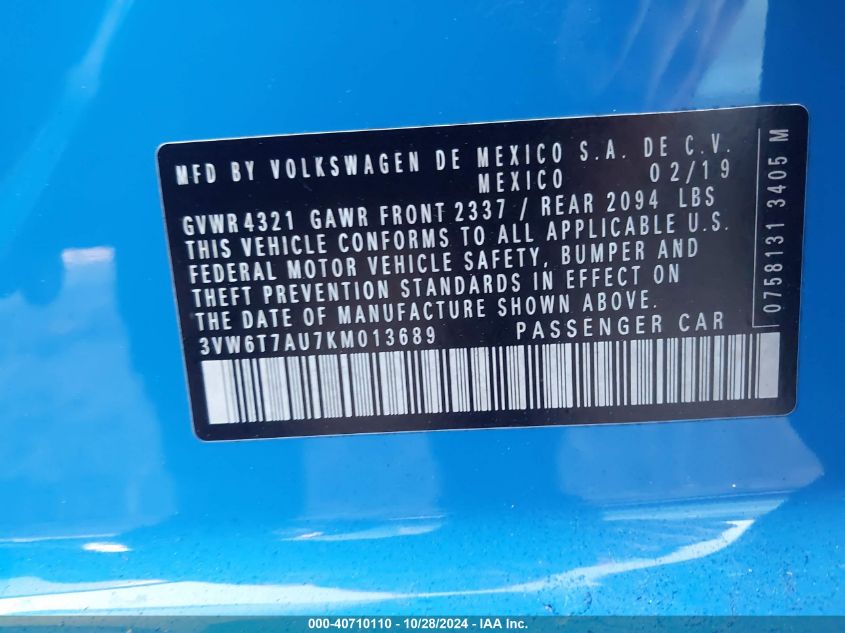 MFD BY VOLKSWAGEN DE MEXICO S.A. DE C.V.
MEXICO 02/19
GVWR4321 GAWR FRONT 2337 / REAR 2094 LBS
THIS VEHICLE CONFORMS TO ALL APPLICABLE U.S.
FEDERAL MOTOR VEHICLE SAFETY, BUMPER AND
THEFT PREVENTION STANDARDS IN EFFECT ON
THE DATE OF MANUFACTURE SHOWN ABOVE.
3VW6T7AU7KM013689 PASSENGER CAR
0758131 3405 M
000-40710110 - 10/28/2024 - IAA Inc.